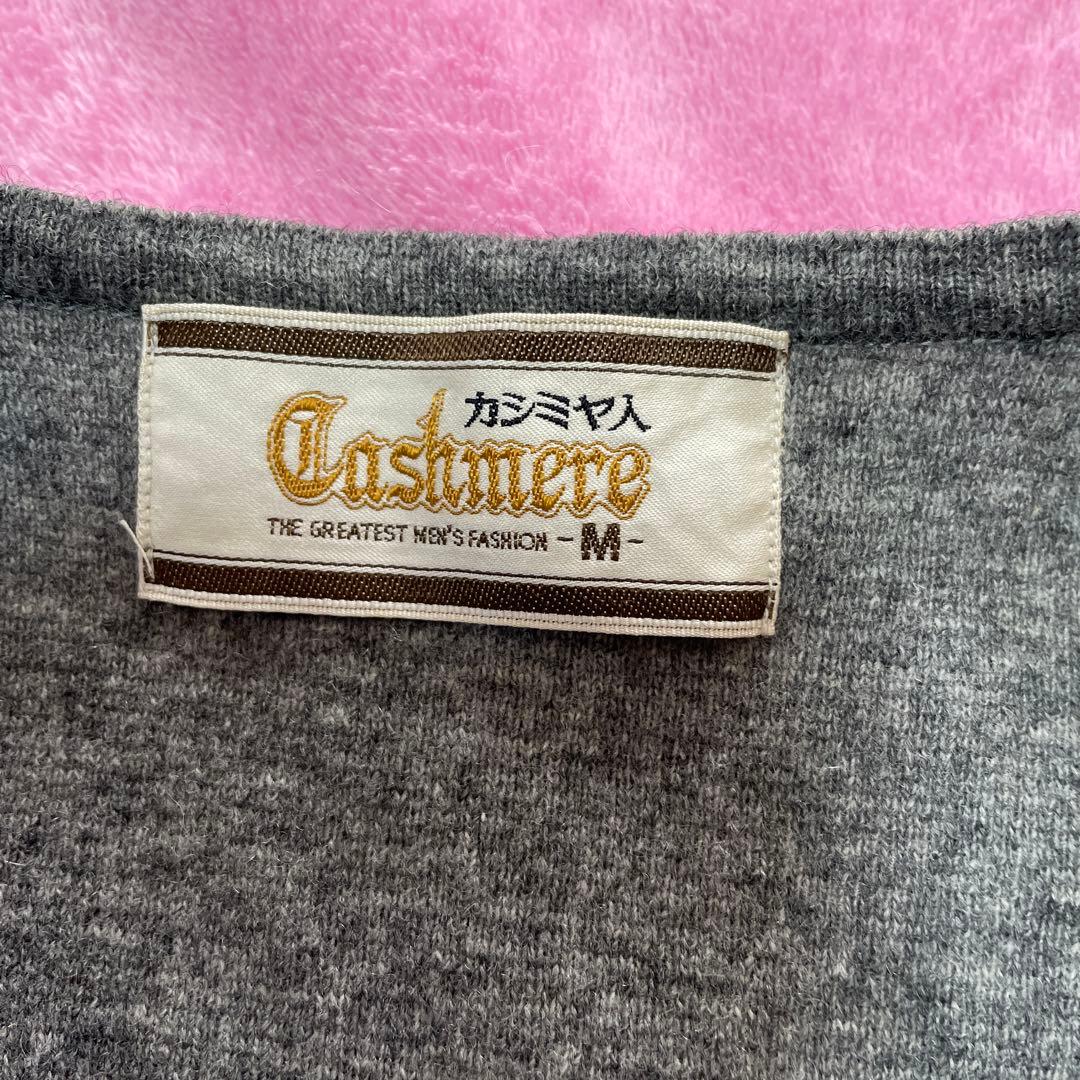 カシミヤ入
Cashmere
THE GREATEST MEN'S FASHION -M-